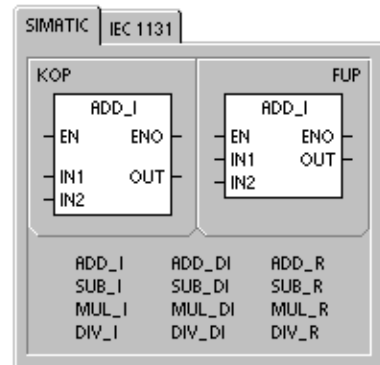 SIMATIC IEC 1131
KOP FUP
ADD_I ADD_I
EN ENO EN ENO
IN1 OUT IN1 OUT
IN2 IN2
ADD_I ADD_DI ADD_R
SUB_I SUB_DI SUB_R
MUL_I MUL_DI MUL_R
DIV_I DIV_DI DIV_R